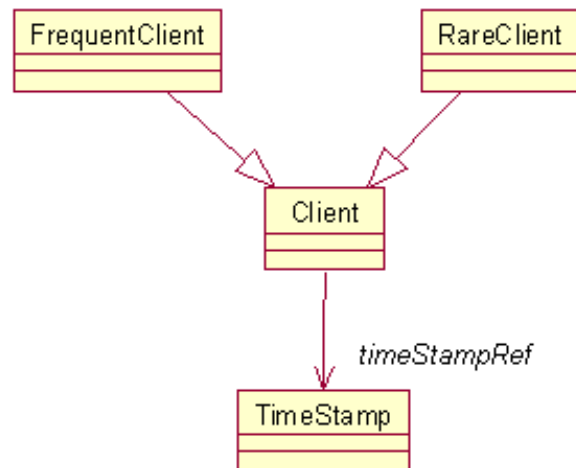 FrequentClient
RareClient
Client
timeStampRef
TimeStamp